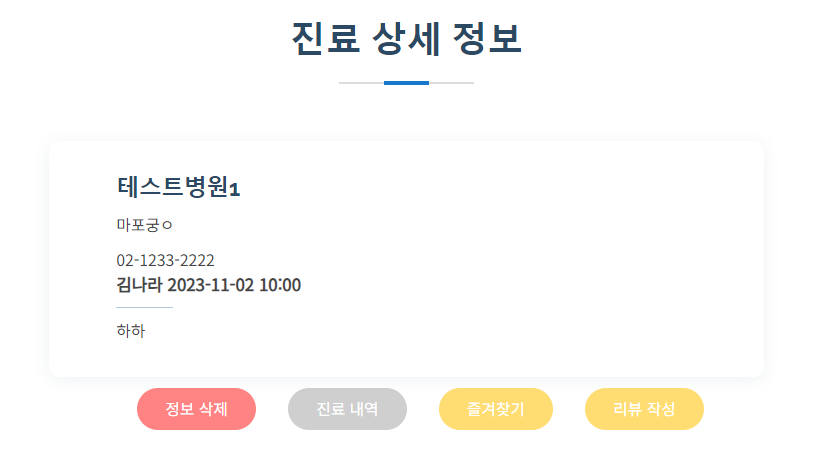 진료 상세 정보
테스트병원1
마포궁ㅇ
02-1233-2222
김나라 2023-11-02 10:00
하하
정보 삭제 진료 내역 즐겨찾기 리뷰 작성